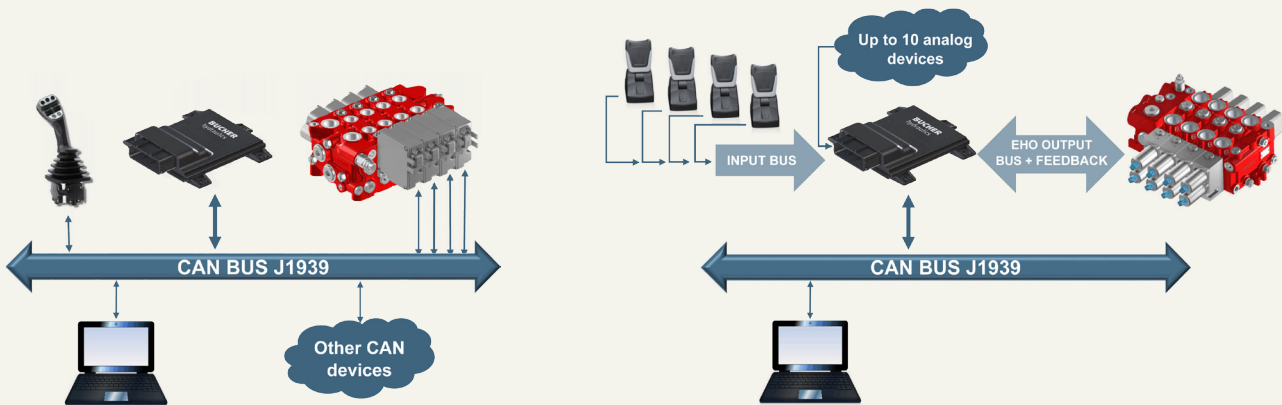 BUCHER
hydraulics
CAN BUS J1939
Other CAN
devices
Up to 10 analog
devices
INPUT BUS
BUCHER
hydraulics
EHO OUTPUT
BUS + FEEDBACK
CAN BUS J1939